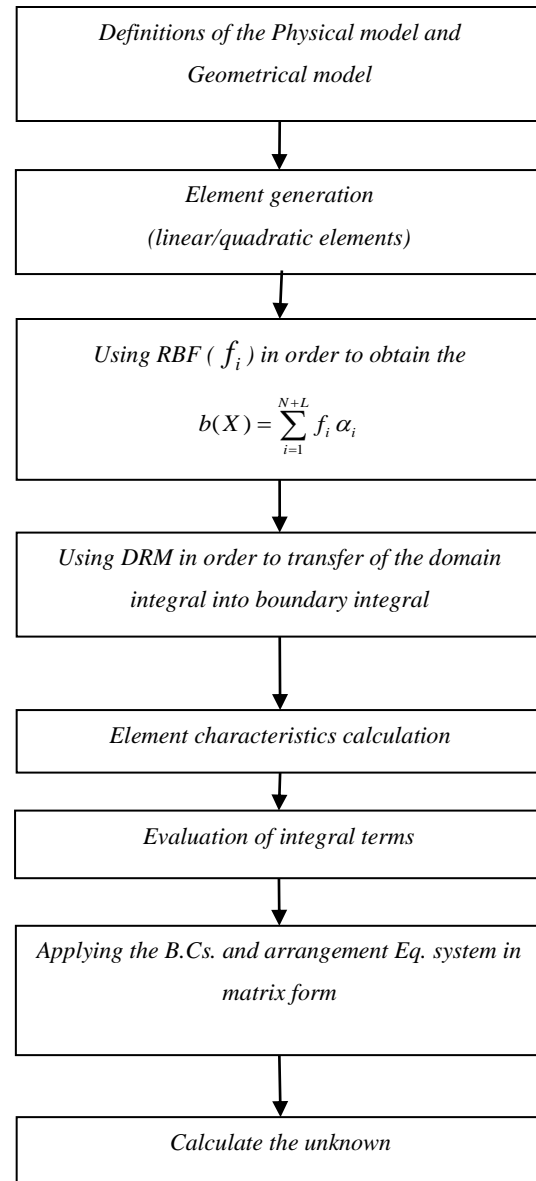 Definitions of the Physical model and
Geometrical model
Element generation
(linear/quadratic elements)
Using RBF ( f_i ) in order to obtain the
b(X) = \sum_{i=1}^{N+L} f_i α_i
Using DRM in order to transfer of the domain
integral into boundary integral
Element characteristics calculation
Evaluation of integral terms
Applying the B.Cs. and arrangement Eq. system in
matrix form
Calculate the unknown